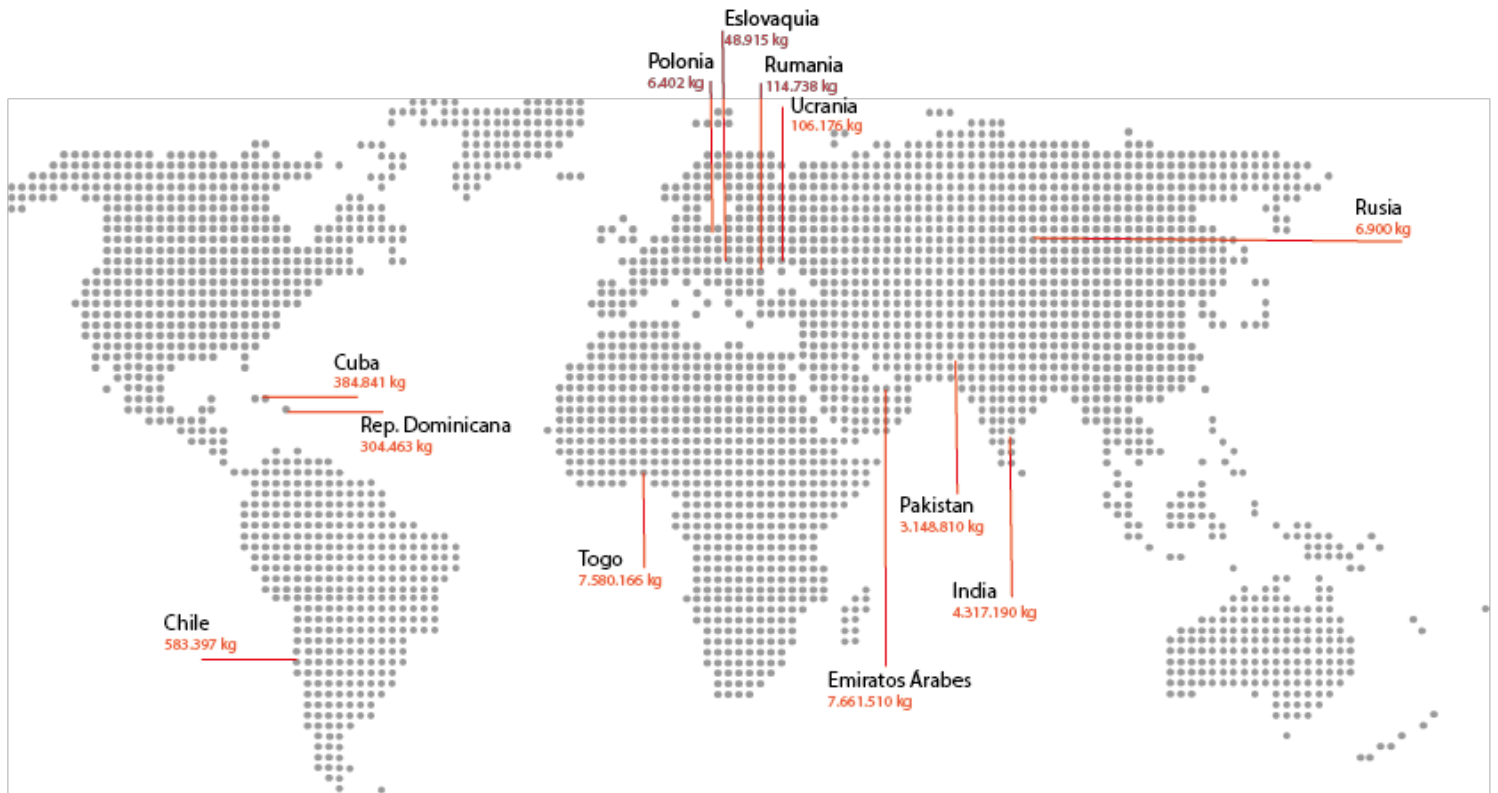 Eslovaquia
48.915 kg
Polonia
6.402 kg
Rumania
114.738 kg
Ucrania
106.176 kg
Rusia
6.900 kg
Cuba
384.841 kg
Rep. Dominicana
304.463 kg
Pakistan
3.148.810 kg
Togo
7.580.166 kg
India
4.317.190 kg
Chile
583.397 kg
Emiratos Árabes
7.661.510 kg